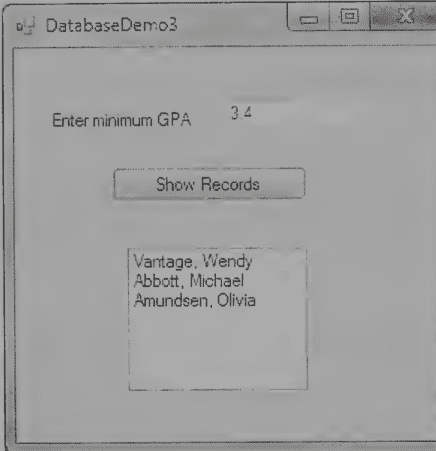 DatabaseDemo3
Enter minimum GPA 3.4
Show Records
Vantage, Wendy
Abbott, Michael
Amundsen, Olivia